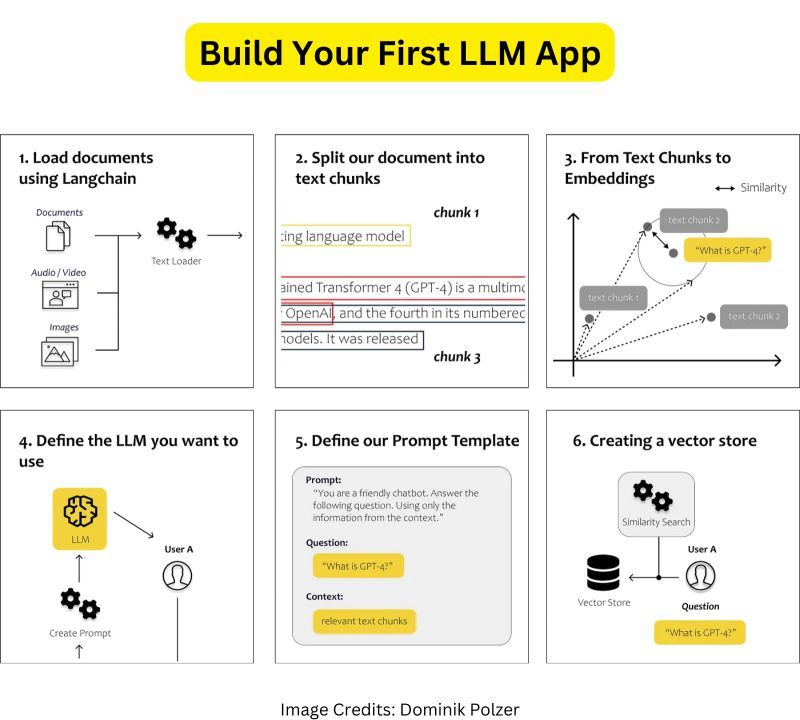 Build Your First LLM App
1. Load documents
using Langchain
Documents
Audio / Video
Images
Text Loader
2. Split our document into
text chunks
chunk 1
ting language model
ained Transformer 4 (GPT-4) is a multimo
OpenAI, and the fourth in its numbered
models. It was released
chunk 3
3. From Text Chunks to
Embeddings
Similarity
text chunk 2
"What is GPT-4?"
text chunk 1
text chunk 2
4. Define the LLM you want to
use
LLM
User A
Create Prompt
5. Define our Prompt Template
Prompt:
"You are a friendly chatbot. Answer the
following question. Using only the
information from the context."
Question:
"What is GPT-4?"
Context:
relevant text chunks
6. Creating a vector store
Similarity Search
User A
Vector Store
Question
"What is GPT-4?"
Image Credits: Dominik Polzer